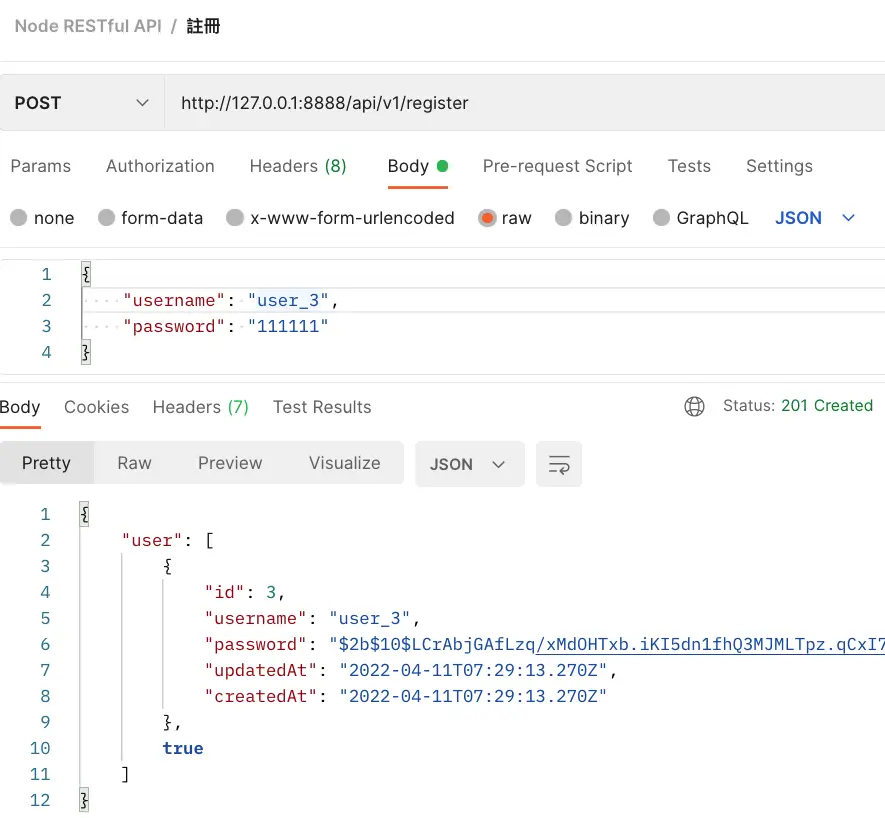 Node RESTful API / 註冊
POST http://127.0.0.1:8888/api/v1/register
Params Authorization Headers (8) Body Pre-request Script Tests Settings
none form-data x-www-form-urlencoded raw binary GraphQL JSON
1 {
2 "username": "user_3",
3 "password": "111111"
4 }
Body Cookies Headers (7) Test Results Status: 201 Created
Pretty Raw Preview Visualize JSON
1 {
2 "user": [
3 {
4 "id": 3,
5 "username": "user_3",
6 "password": "$2b$10$LCrAbjGAfLzq/xMdOHTxb.iKI5dn1fhQ3MJMLTpz.qCxI7
7 "updatedAt": "2022-04-11T07:29:13.270Z",
8 "createdAt": "2022-04-11T07:29:13.270Z"
9 },
10 true
11 ]
12 }